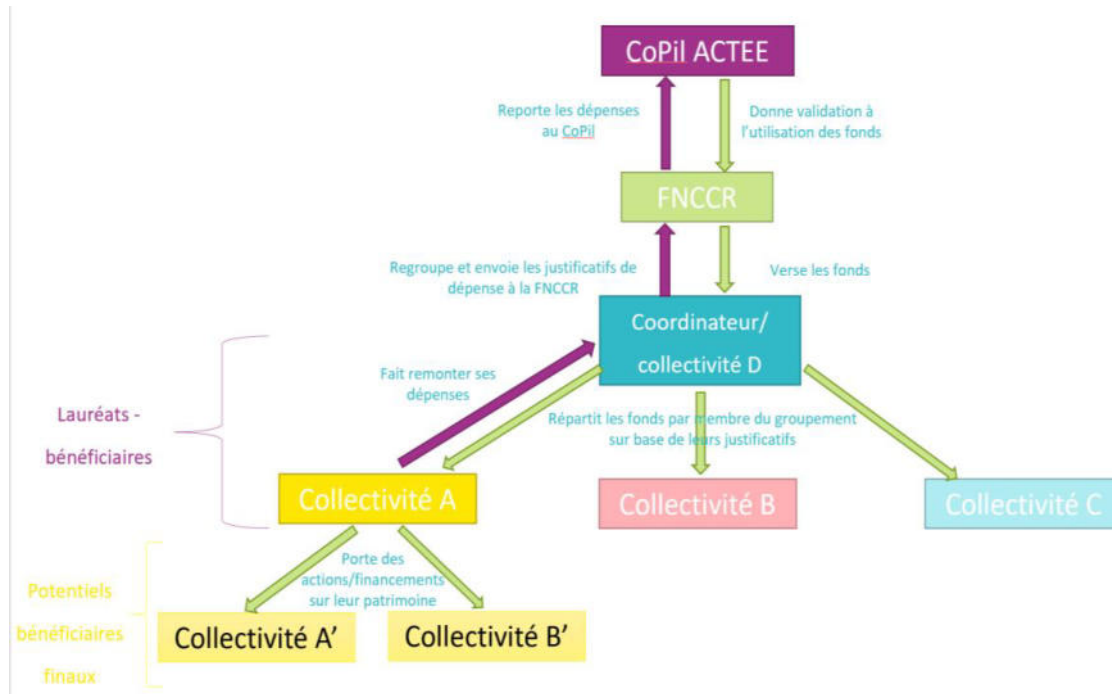 CoPil ACTEE
Reporte les dépenses
au CoPil
Donne validation à
l'utilisation des fonds
FNCCR
Regroupe et envoie les justificatifs de
dépense à la FNCCR
Verse les fonds
Coordinateur/
collectivité D
Fait remonter ses
dépenses
Répartit les fonds par membre du groupement
sur base de leurs justificatifs
Lauréats -
bénéficiaires
Collectivité A
Collectivité B
Collectivité C
Porte des
actions/financements
sur leur patrimoine
Potentiels
bénéficiaires
finaux
Collectivité A’
Collectivité B’